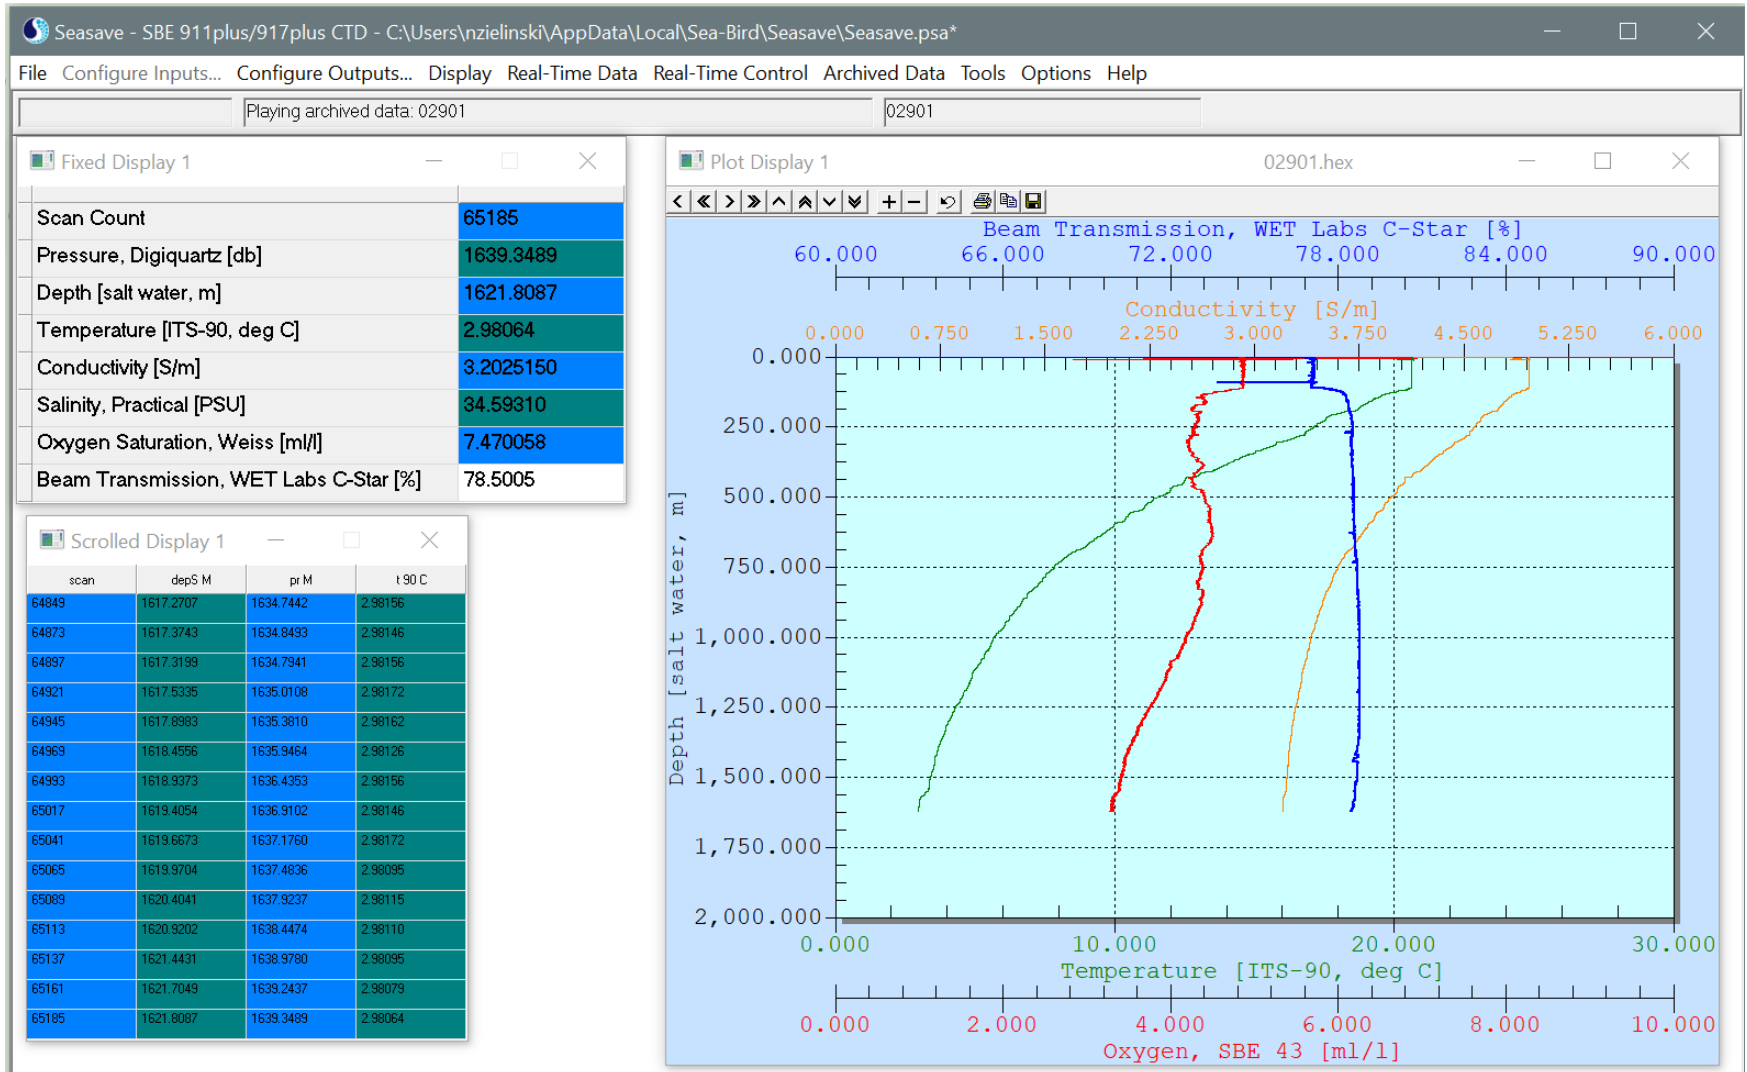 Seasave - SBE 911plus/917plus CTD - C:\Users\nzielinski\AppData\Local\Sea-Bird\Seasave\Seasave.psa*
File Configure Inputs... Configure Outputs... Display Real-Time Data Real-Time Control Archived Data Tools Options Help
Playing archived data: 02901 02901
Fixed Display 1
Scan Count 65185
Pressure, Digiquartz [db] 1639.3489
Depth [salt water, m] 1621.8087
Temperature [ITS-90, deg C] 2.98064
Conductivity [S/m] 3.2025150
Salinity, Practical [PSU] 34.59310
Oxygen Saturation, Weiss [ml/l] 7.470058
Beam Transmission, WET Labs C-Star [%] 78.5005
Scrolled Display 1
scan depS M pr M t 90 C
64849 1617.2707 1634.7442 2.98156
64873 1617.3743 1634.8493 2.98146
64897 1617.3199 1634.7941 2.98156
64921 1617.5335 1635.0108 2.98172
64945 1617.8983 1635.3810 2.98162
64969 1618.4556 1635.9464 2.98126
64993 1618.9373 1636.4353 2.98156
65017 1619.4054 1636.9102 2.98146
65041 1619.6673 1637.1760 2.98172
65065 1619.9704 1637.4836 2.98095
65089 1620.4041 1637.9237 2.98115
65113 1620.9202 1638.4474 2.98110
65137 1621.4431 1638.9780 2.98095
65161 1621.7049 1639.2437 2.98079
65185 1621.8087 1639.3489 2.98064
Plot Display 1 02901.hex
Beam Transmission, WET Labs C-Star [%]
60.000 66.000 72.000 78.000 84.000 90.000
Conductivity [S/m]
0.000 0.750 1.500 2.250 3.000 3.750 4.500 5.250 6.000
Depth [salt water, m]
0.000
250.000
500.000
750.000
1,000.000
1,250.000
1,500.000
1,750.000
2,000.000
0.000 10.000 20.000 30.000
Temperature [ITS-90, deg C]
0.000 2.000 4.000 6.000 8.000 10.000
Oxygen, SBE 43 [ml/l]